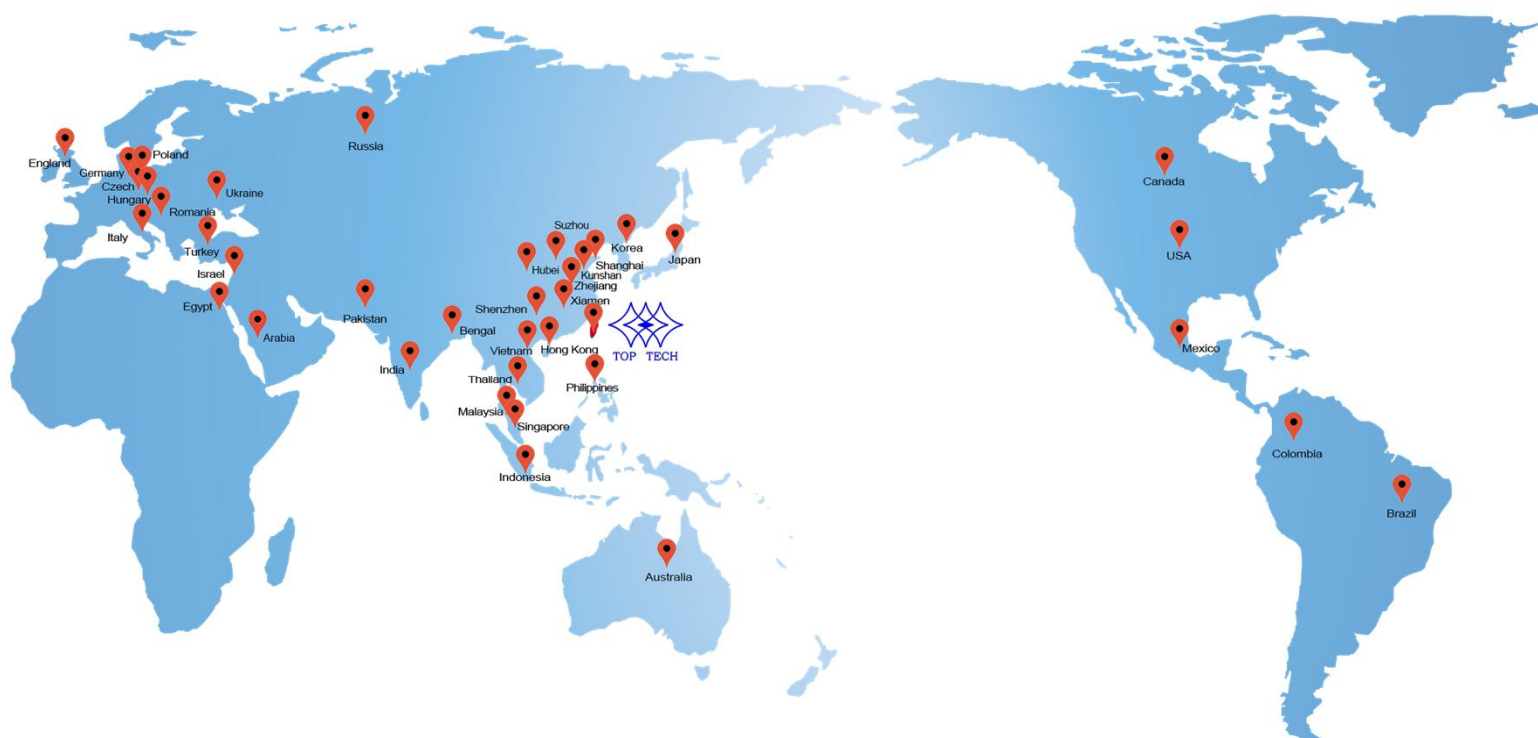 England
Germany
Poland
Czech
Hungary
Romania
Ukraine
Italy
Turkey
Israel
Egypt
Arabia
Russia
Pakistan
Bengal
India
Suzhou
Hubei
Kunshan
Shanghai
Korea
Japan
Zhejiang
Xiamen
Shenzhen
Vietnam
Hong Kong
TOP TECH
Thailand
Philippines
Malaysia
Singapore
Indonesia
Australia
Canada
USA
Mexico
Colombia
Brazil